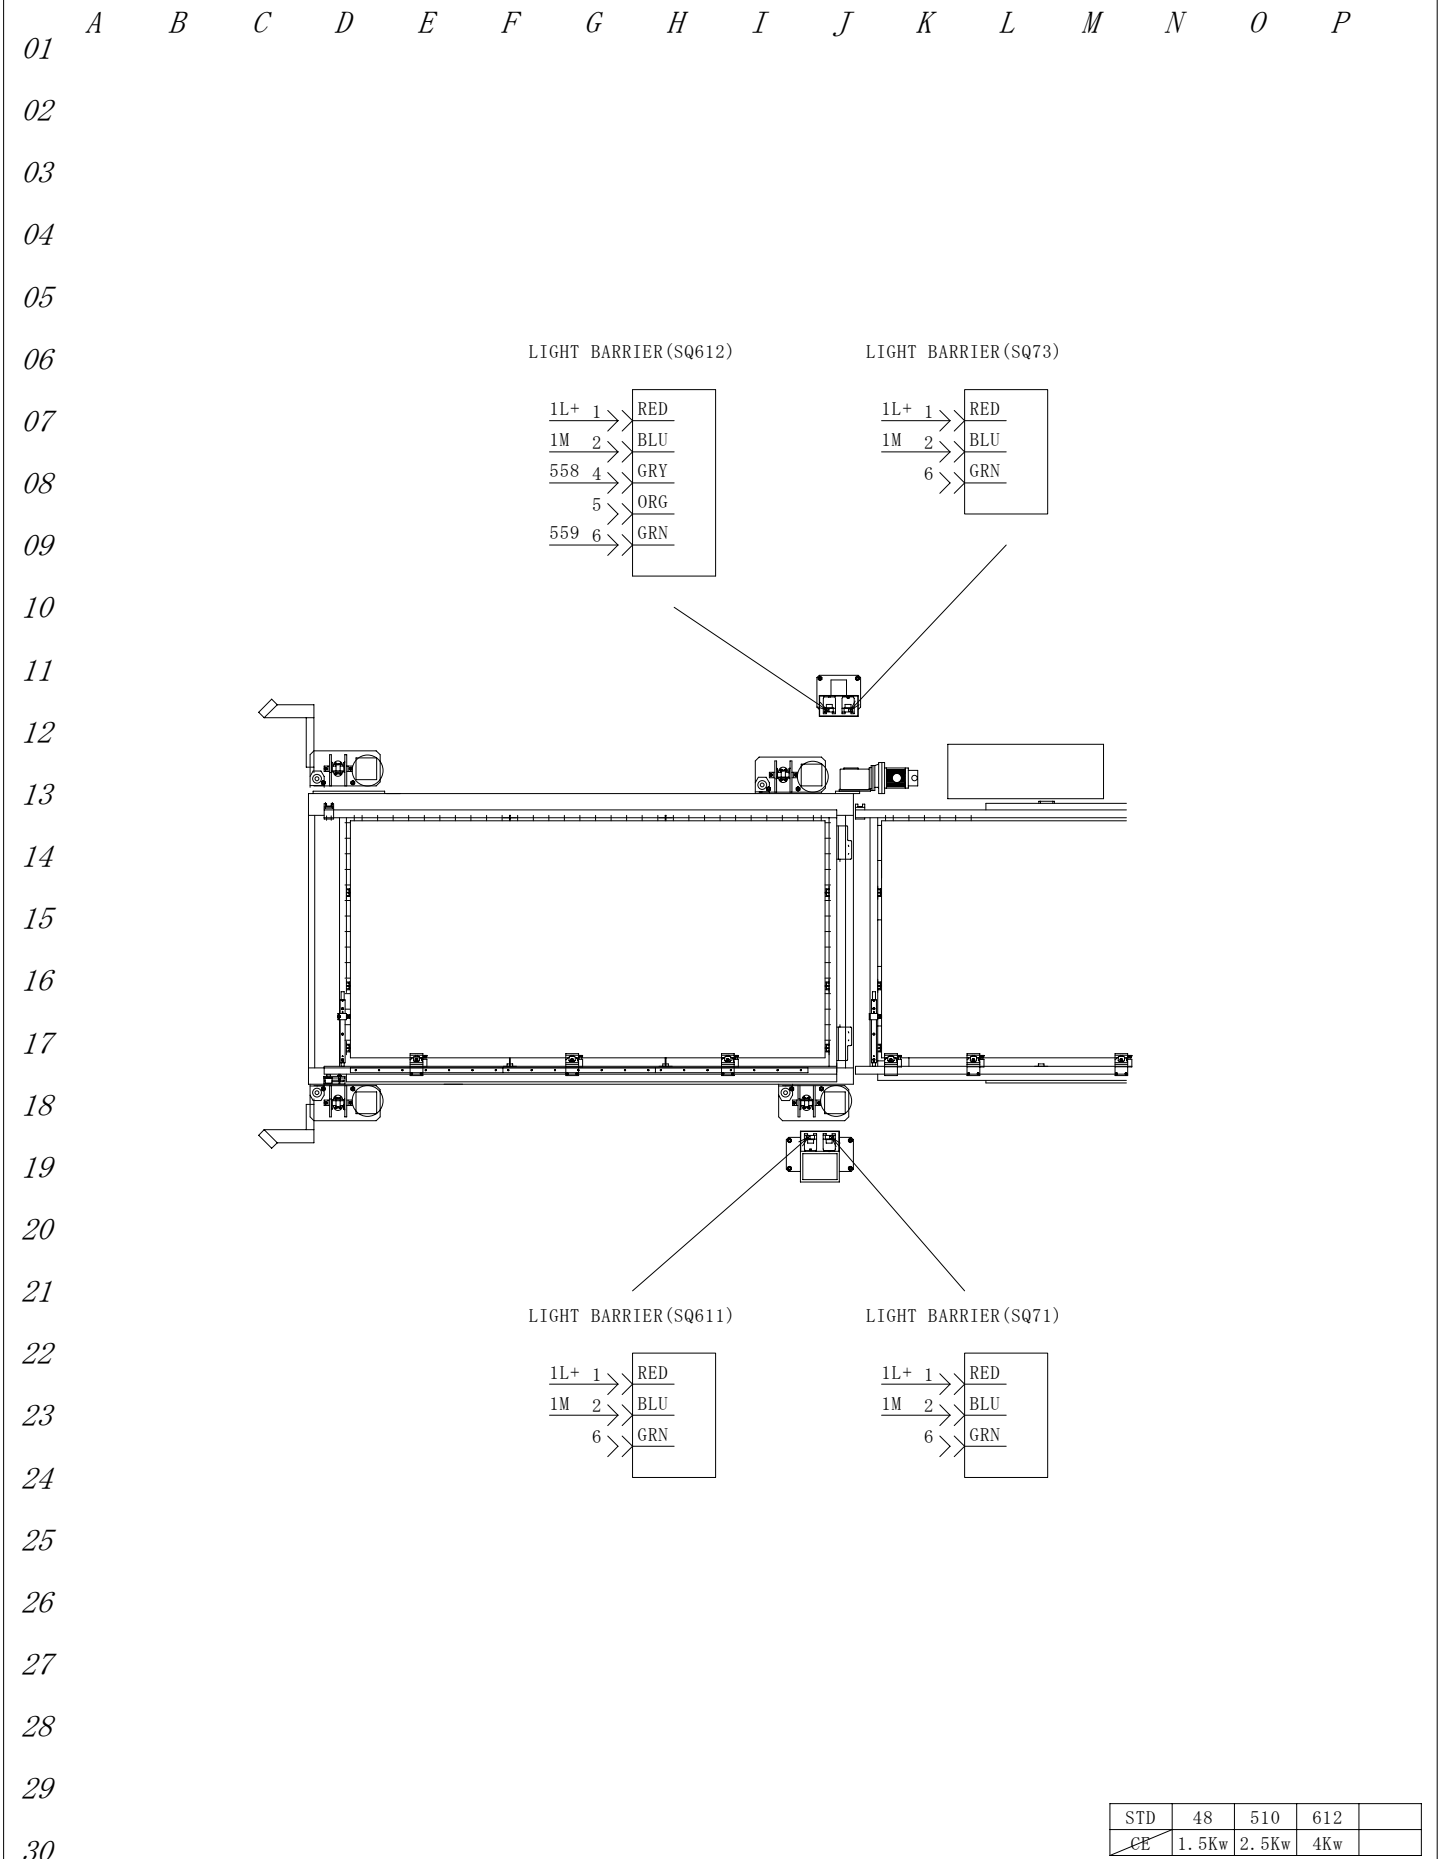 A B C D E F G H I J K L M N O P
01
02
03
04
05
06
LIGHT BARRIER(SQ612) LIGHT BARRIER(SQ73)
07
1L+ 1 RED
1M 2 BLU
558 4 GRY
5 ORG
559 6 GRN
1L+ 1 RED
1M 2 BLU
6 GRN
08
09
10
11
12
13
14
15
16
17
18
19
20
21
LIGHT BARRIER(SQ611) LIGHT BARRIER(SQ71)
22
1L+ 1 RED
1M 2 BLU
6 GRN
1L+ 1 RED
1M 2 BLU
6 GRN
23
24
25
26
27
28
29
STD 48 510 612
CE 1.5Kw 2.5Kw 4Kw
30